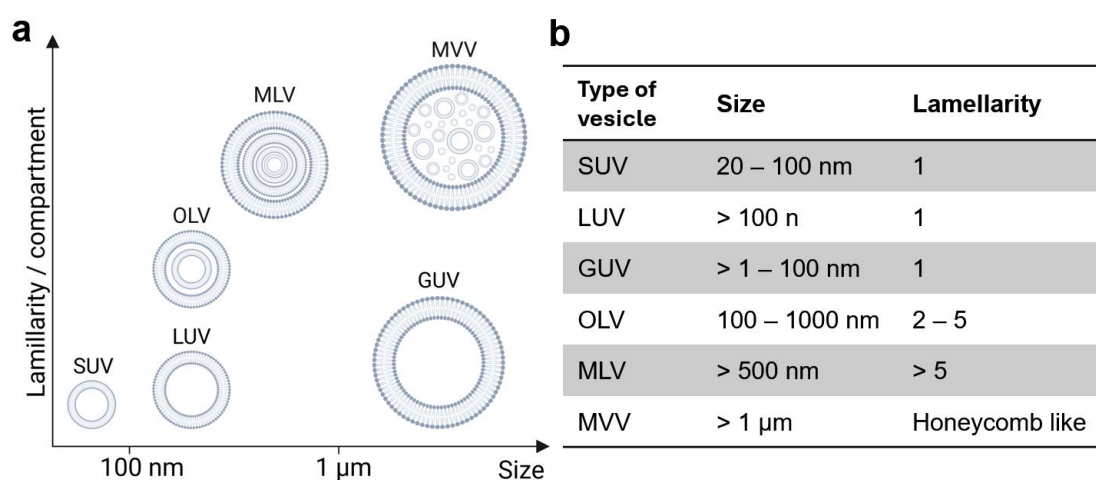 a
MVV
MLV
OLV
GUV
LUV
SUV
Lamillarity / compartment
100 nm
1 µm
Size
b
Type of vesicle
Size
Lamellarity
SUV
20 – 100 nm
1
LUV
> 100 n
1
GUV
> 1 – 100 nm
1
OLV
100 – 1000 nm
2 – 5
MLV
> 500 nm
> 5
MVV
> 1 µm
Honeycomb like